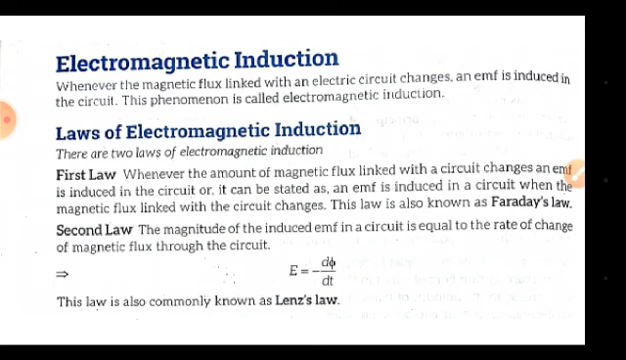 Electromagnetic Induction
Whenever the magnetic flux linked with an electric circuit changes, an emf is induced in
the circuit. This phenomenon is called electromagnetic induction.
Laws of Electromagnetic Induction
There are two laws of electromagnetic induction
First Law Whenever the amount of magnetic flux linked with a circuit changes an emf
is induced in the circuit or, it can be stated as, an emf is induced in a circuit when the
magnetic flux linked with the circuit changes. This law is also known as Faraday's law.
Second Law The magnitude of the induced emf in a circuit is equal to the rate of change
of magnetic flux through the circuit.
⇒ E = -dϕ/dt
This law is also commonly known as Lenz's law.